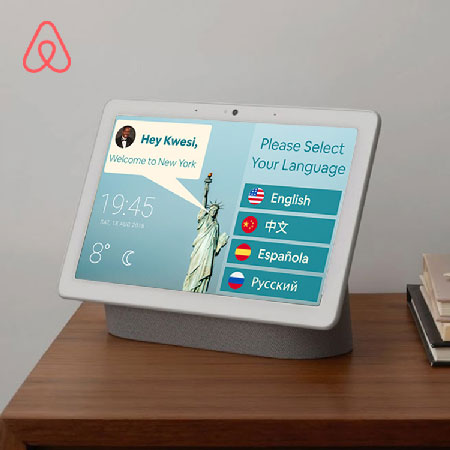 Hey Kwesi,
Welcome to New York
19:45
8°
Please Select
Your Language
English
中文
Española
Русский